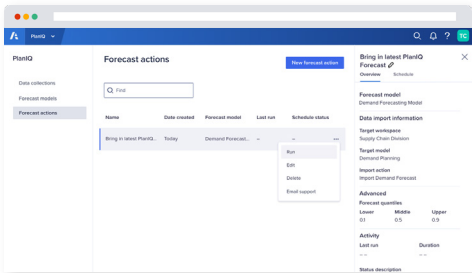 PlanIQ
TC
PlanIQ
Data collections
Forecast models
Forecast actions
Forecast actions
New forecast action
Find
Name Date created Forecast model Last run Schedule status
Bring in latest PlanIQ... Today Demand Forecast... – –
Run
Edit
Delete
Email support
Bring in latest PlanIQ
Forecast
Overview Schedule
Forecast model
Demand Forecasting Model
Data import information
Target workspace
Supply Chain Division
Target model
Demand Planning
Import action
Import Demand Forecast
Advanced
Forecast quantiles
Lower Middle Upper
0.1 0.5 0.9
Activity
Last run Duration
-- --
Status description